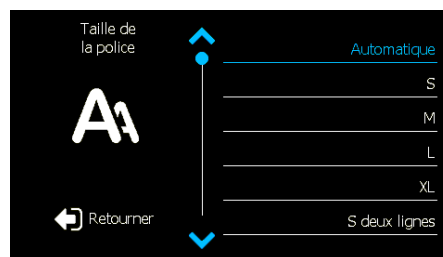 Taille de
la police
Retourner
Automatique
S
M
L
XL
S deux lignes